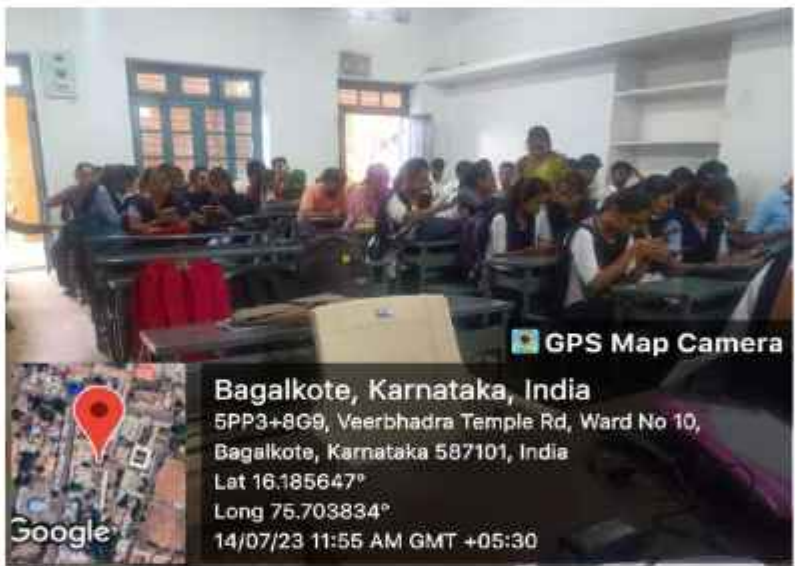 GPS Map Camera
Bagalkote, Karnataka, India
5PP3+8G9, Veerbhadra Temple Rd, Ward No 10,
Bagalkote, Karnataka 587101, India
Lat 16.185647°
Long 75.703834°
14/07/23 11:55 AM GMT +05:30
Google